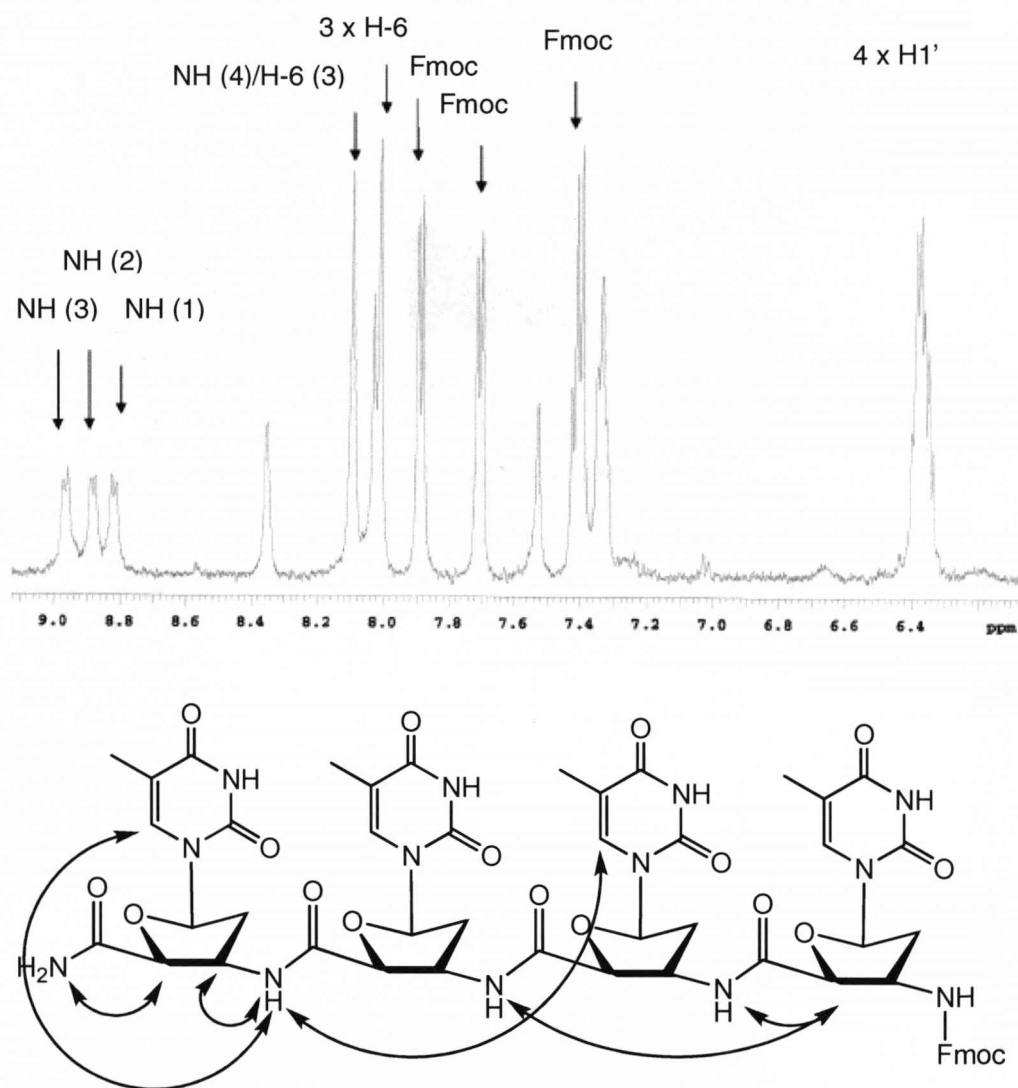 3 x H-6
NH (4)/H-6 (3)
Fmoc
Fmoc
Fmoc
4 x H1’
NH (2)
NH (3) NH (1)
9.0 8.8 8.6 8.4 8.2 8.0 7.8 7.6 7.4 7.2 7.0 6.8 6.6 6.4 ppm
O O O O
NH NH NH NH
N O N O N O N O
O O O O O O O O
H₂N N N N NH
H H H
Fmoc